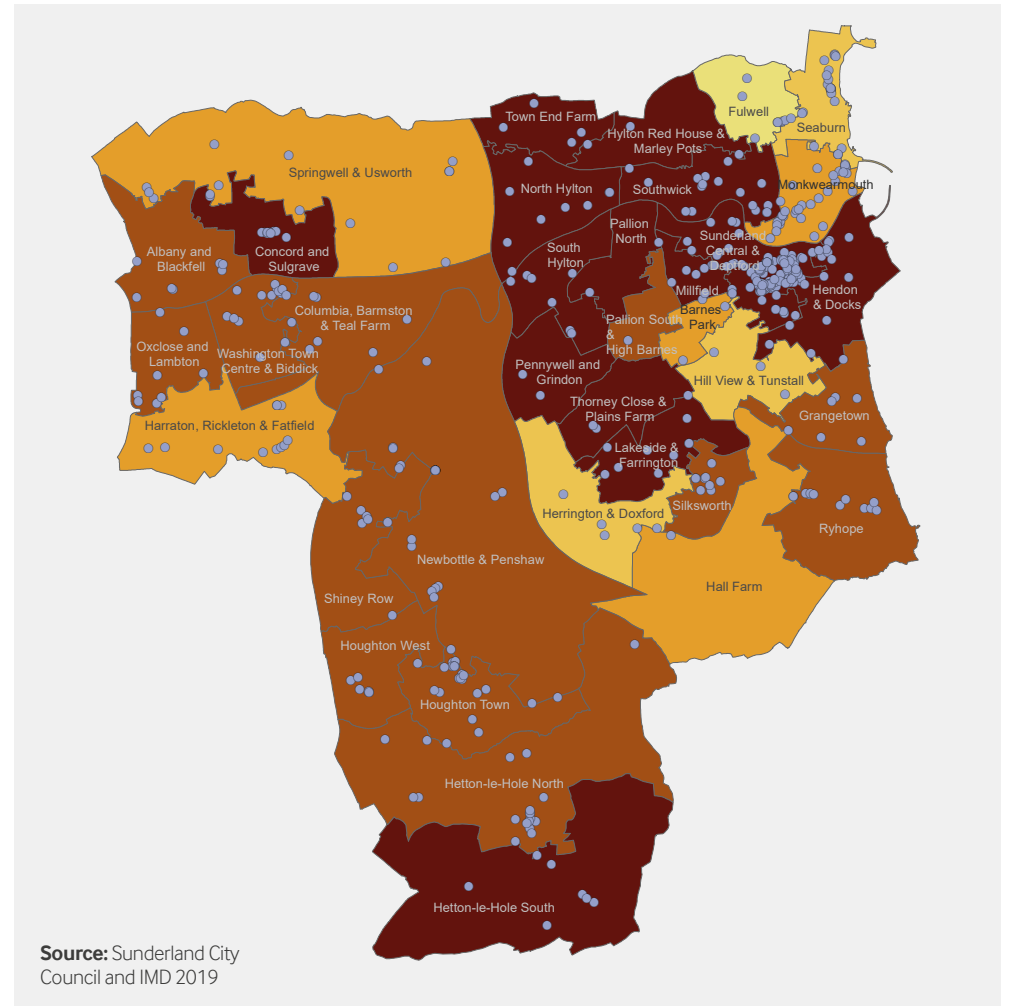 Fulwell
Seaburn
Town End Farm
Hylton Red House &
Marley Pots
Springwell & Usworth
Monkwearmouth
North Hylton
Southwick
Pallion
North
Sunderland
Central &
Deptford
South
Hylton
Albany and
Blackfell
Concord and
Sulgrave
Millfield
Hendon
& Docks
Columbia, Barmston
& Teal Farm
Barnes
Park
Pallion South
&
High Barnes
Oxclose and
Lambton
Washington Town
Centre & Biddick
Pennywell and
Grindon
Hill View & Tunstall
Thorney Close &
Plains Farm
Grangetown
Harraton, Rickleton & Fatfield
Lakeside &
Farrington
Silksworth
Herrington & Doxford
Ryhope
Newbottle & Penshaw
Hall Farm
Shiney Row
Houghton West
Houghton Town
Hetton-le-Hole North
Hetton-le-Hole South
Source: Sunderland City
Council and IMD 2019